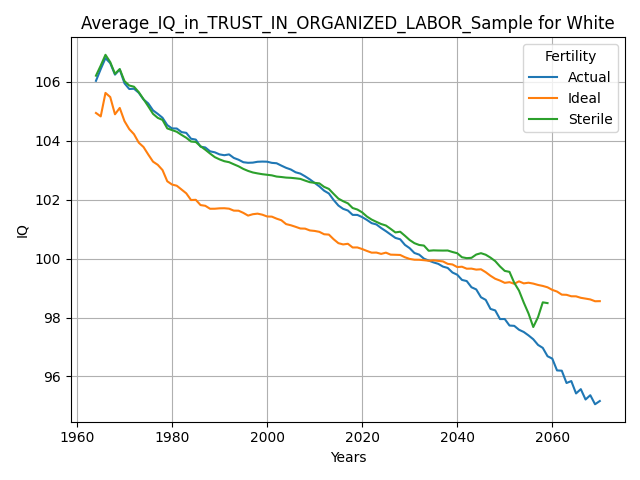 Average_IQ_in_TRUST_IN_ORGANIZED_LABOR_Sample for White
Fertility
Actual
Ideal
Sterile
IQ
106
104
102
100
98
96
1960
1980
2000
2020
2040
2060
Years